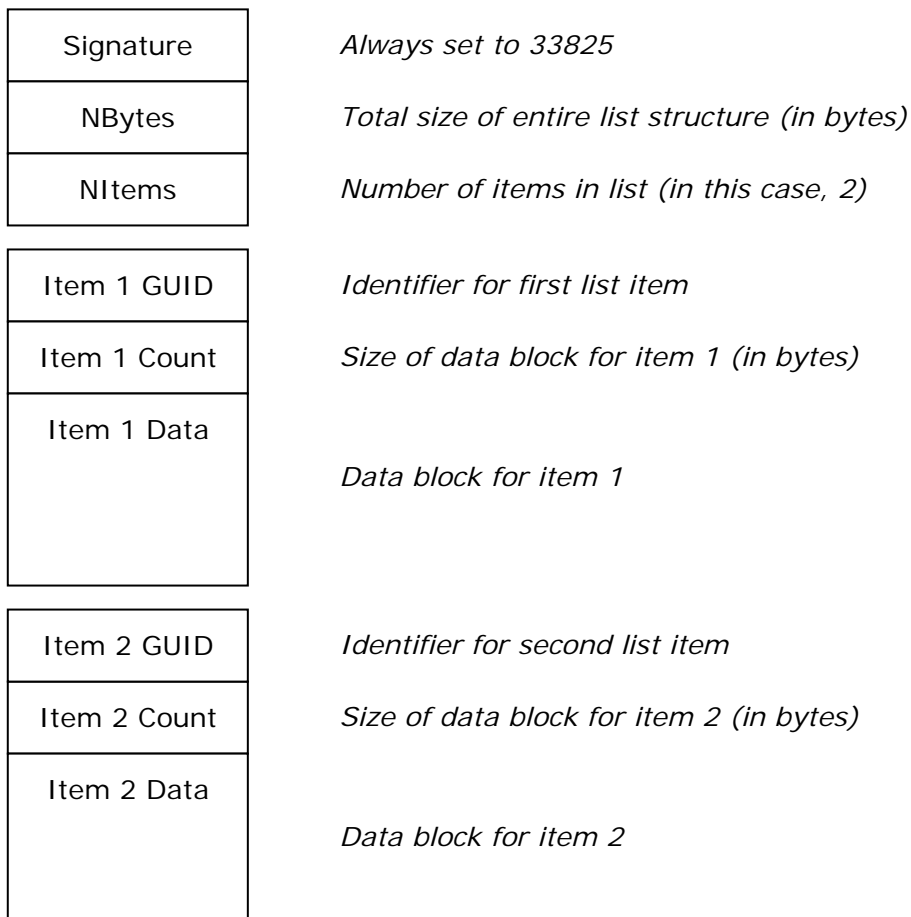 Signature Always set to 33825
NBytes Total size of entire list structure (in bytes)
NItems Number of items in list (in this case, 2)
Item 1 GUID Identifier for first list item
Item 1 Count Size of data block for item 1 (in bytes)
Item 1 Data
Data block for item 1
Item 2 GUID Identifier for second list item
Item 2 Count Size of data block for item 2 (in bytes)
Item 2 Data
Data block for item 2